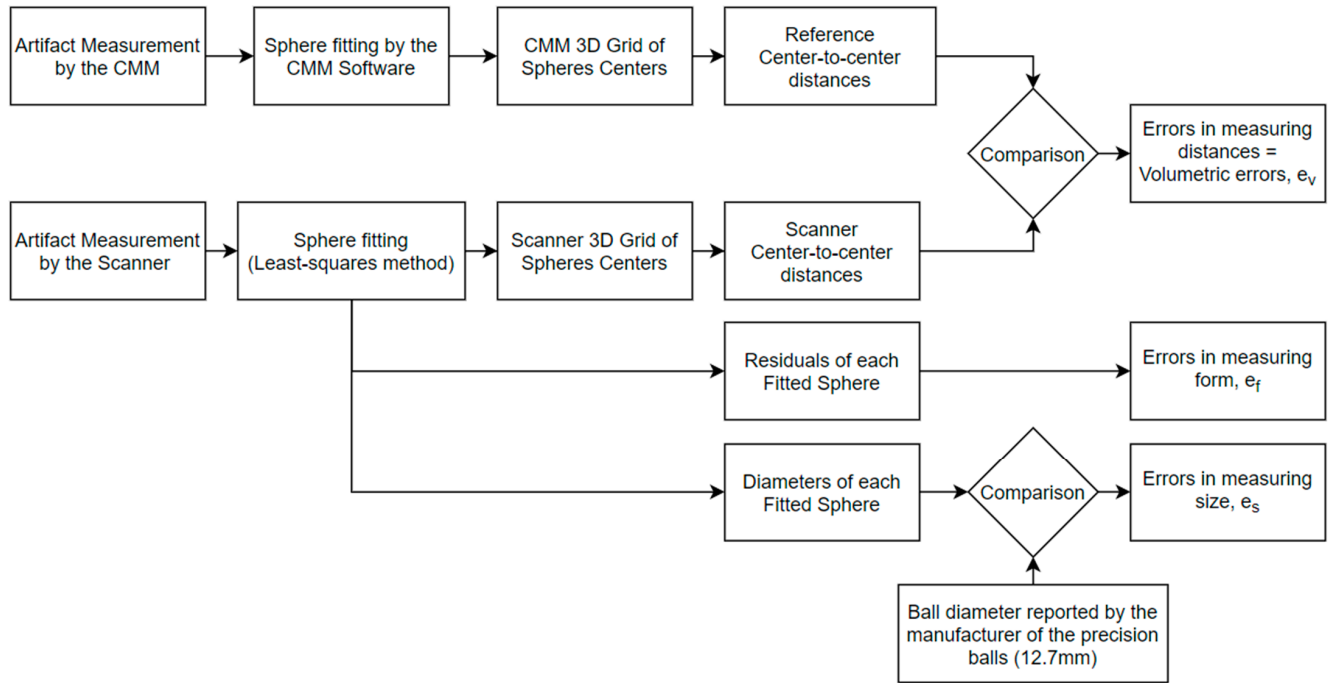 Artifact Measurement
by the CMM
Sphere fitting by the
CMM Software
CMM 3D Grid of
Spheres Centers
Reference
Center-to-center
distances
Comparison
Errors in measuring
distances =
Volumetric errors, eᵥ
Artifact Measurement
by the Scanner
Sphere fitting
(Least-squares method)
Scanner 3D Grid of
Spheres Centers
Scanner
Center-to-center
distances
Residuals of each
Fitted Sphere
Errors in measuring
form, e_f
Diameters of each
Fitted Sphere
Comparison
Errors in measuring
size, eₛ
Ball diameter reported by the
manufacturer of the precision
balls (12.7mm)